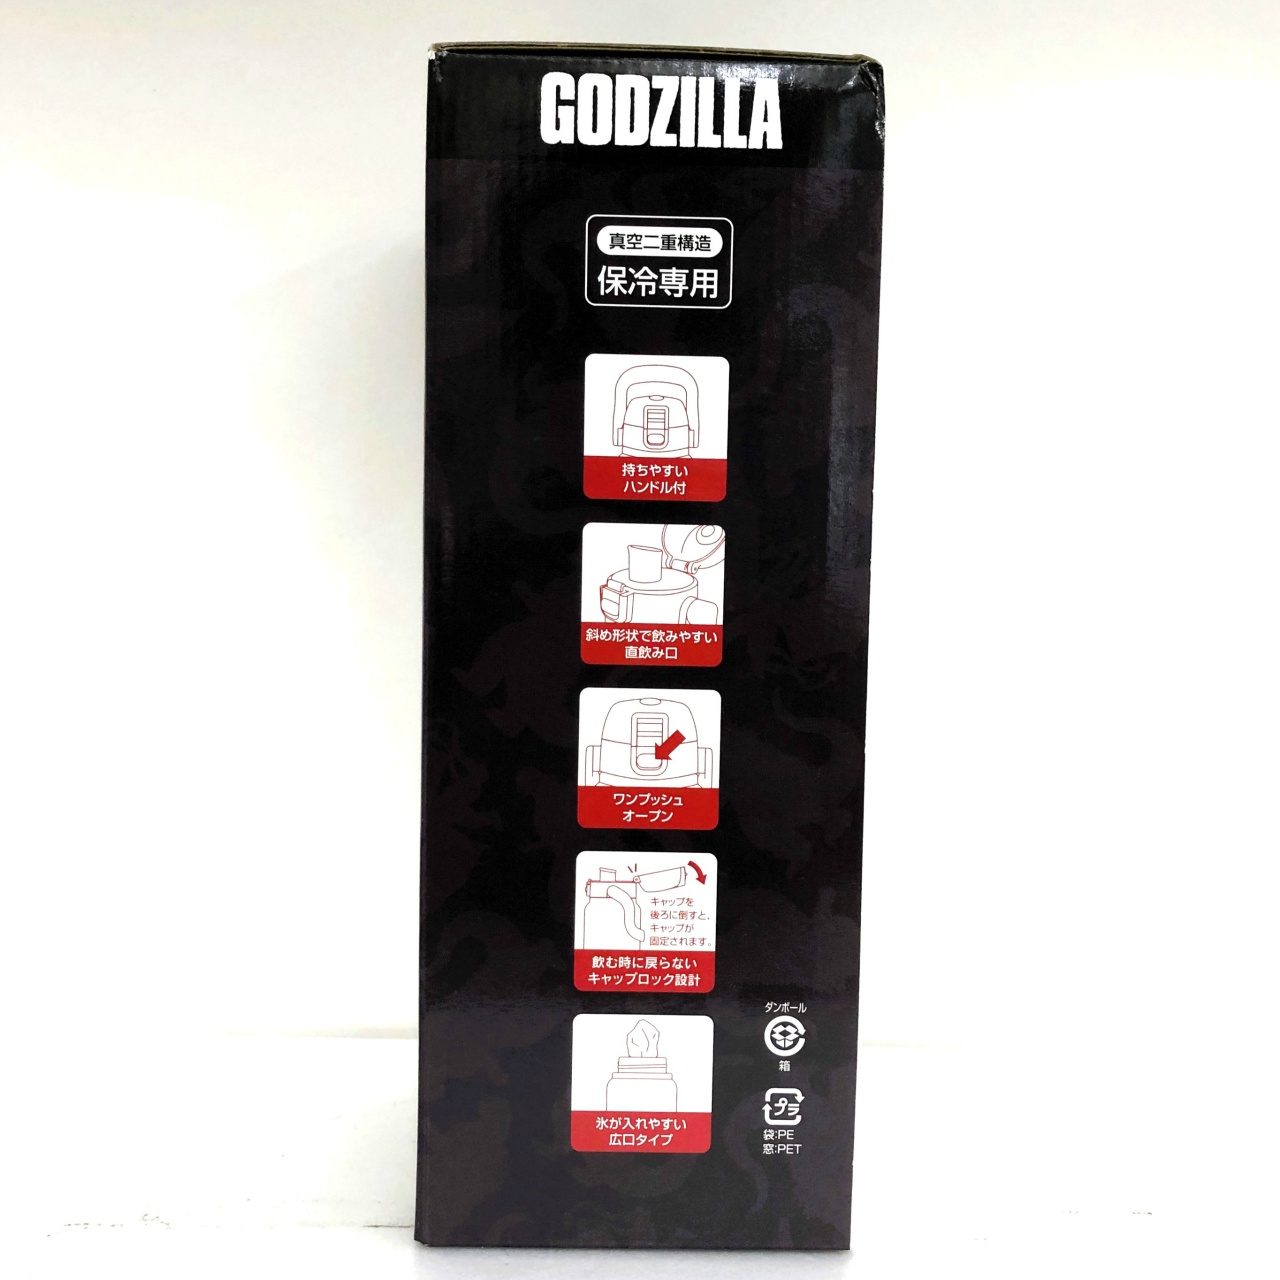 GODZILLA
真空二重構造
保冷専用
持ちやすい
ハンドル付
斜め形状で飲みやすい
直飲み口
ワンプッシュ
オープン
キャップを
後ろに倒すと、
キャップが
固定されます。
飲む時に戻らない
キャップロック設計
氷が入れやすい
広口タイプ
ダンボール
箱
プラ
袋:PE
窓:PET